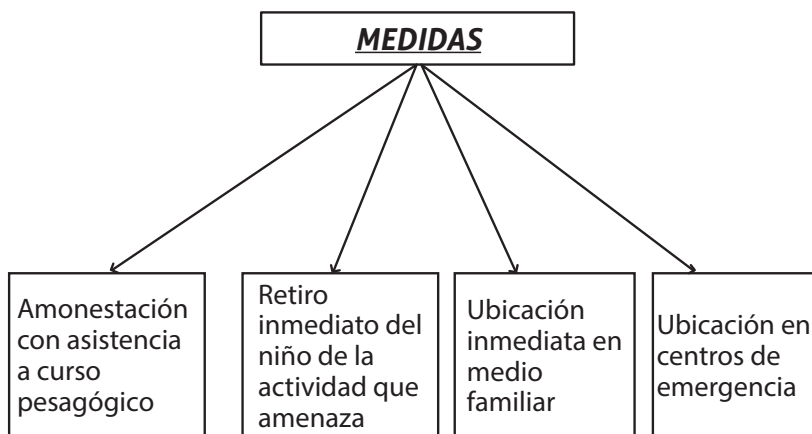 MEDIDAS
Amonestación
con asistencia
a curso
pesagógico
Retiro
inmediato del
niño de la
actividad que
amenaza
Ubicación
inmediata en
medio
familiar
Ubicación en
centros de
emergencia